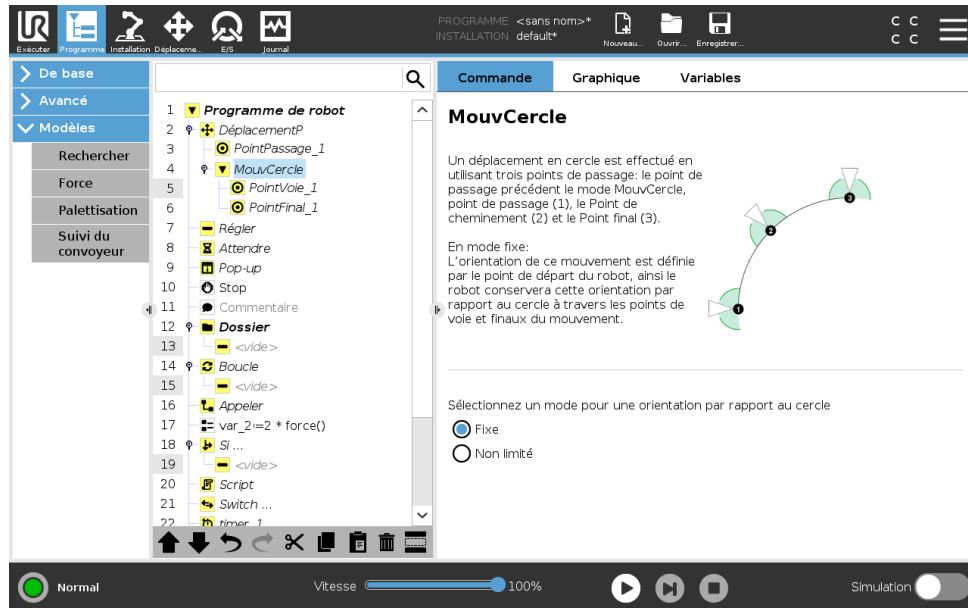 PROGRAMME <sans nom>*
INSTALLATION default*
Exécuter Programme Installation Déplaceme... E/S Journal Nouveau... Ouvrir... Enregistrer...
C C
C C
De base
Avancé
Modèles
Rechercher
Force
Palettisation
Suivi du
convoyeur
1 Programme de robot
2 DéplacementP
3 PointPassage_1
4 MouvCercle
5 PointVoie_1
6 PointFinal_1
7 Régler
8 Attendre
9 Pop-up
10 Stop
11 Commentaire
12 Dossier
13 <vide>
14 Boucle
15 <vide>
16 Appeler
17 var_2:=2 * force()
18 Si ...
19 <vide>
20 Script
21 Switch ...
22 timer_1
Commande Graphique Variables
MouvCercle
Un déplacement en cercle est effectué en
utilisant trois points de passage: le point de
passage précédent le mode MouvCercle,
point de passage (1), le Point de
cheminement (2) et le Point final (3).
En mode fixe:
L'orientation de ce mouvement est définie
par le point de départ du robot, ainsi le
robot conservera cette orientation par
rapport au cercle à travers les points de
voie et finaux du mouvement.
3
2
1
Sélectionnez un mode pour une orientation par rapport au cercle
Fixe
Non limité
Normal Vitesse 100% Simulation